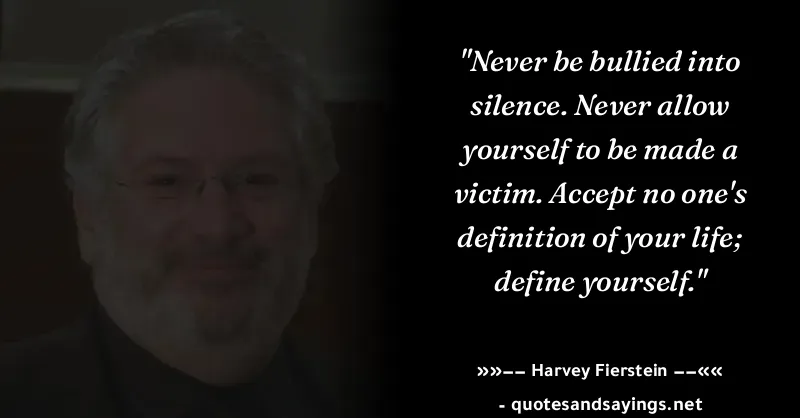 "Never be bullied into
silence. Never allow
yourself to be made a
victim. Accept no one's
definition of your life;
define yourself."
»»−− Harvey Fierstein −−««
- quotesandsayings.net